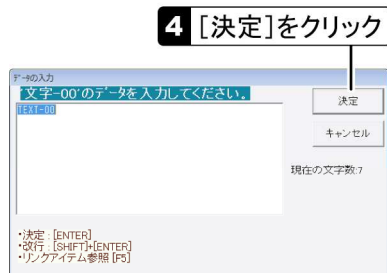 4 [決定]をクリック
データの入力
'文字-00'のデータを入力してください。
TEXT-00
決定
キャンセル
現在の文字数:7
・決定 : [ENTER]
・改行 : [SHIFT]+[ENTER]
・リンクアイテム参照 [F5]